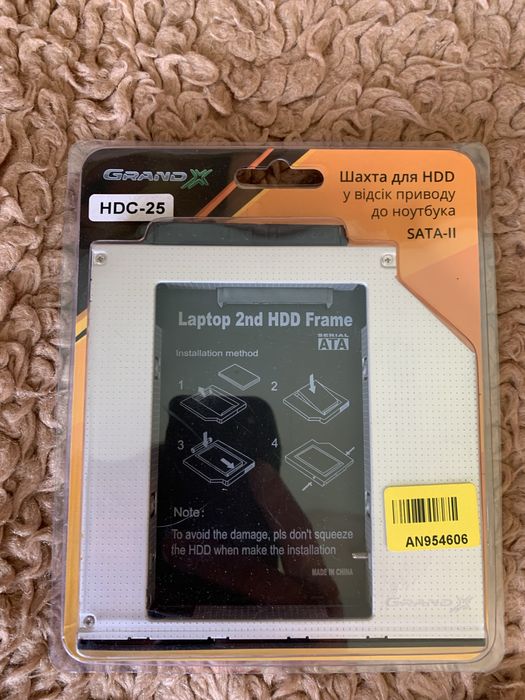 GRAND-X
HDC-25
Шахта для HDD
у відсік приводу
до ноутбука
SATA-II
Laptop 2nd HDD Frame
SERIAL
ATA
Installation method
1
2
3
4
Note:
To avoid the damage, pls don't squeeze
the HDD when make the installation
MADE IN CHINA
AN954606
GRAND-X